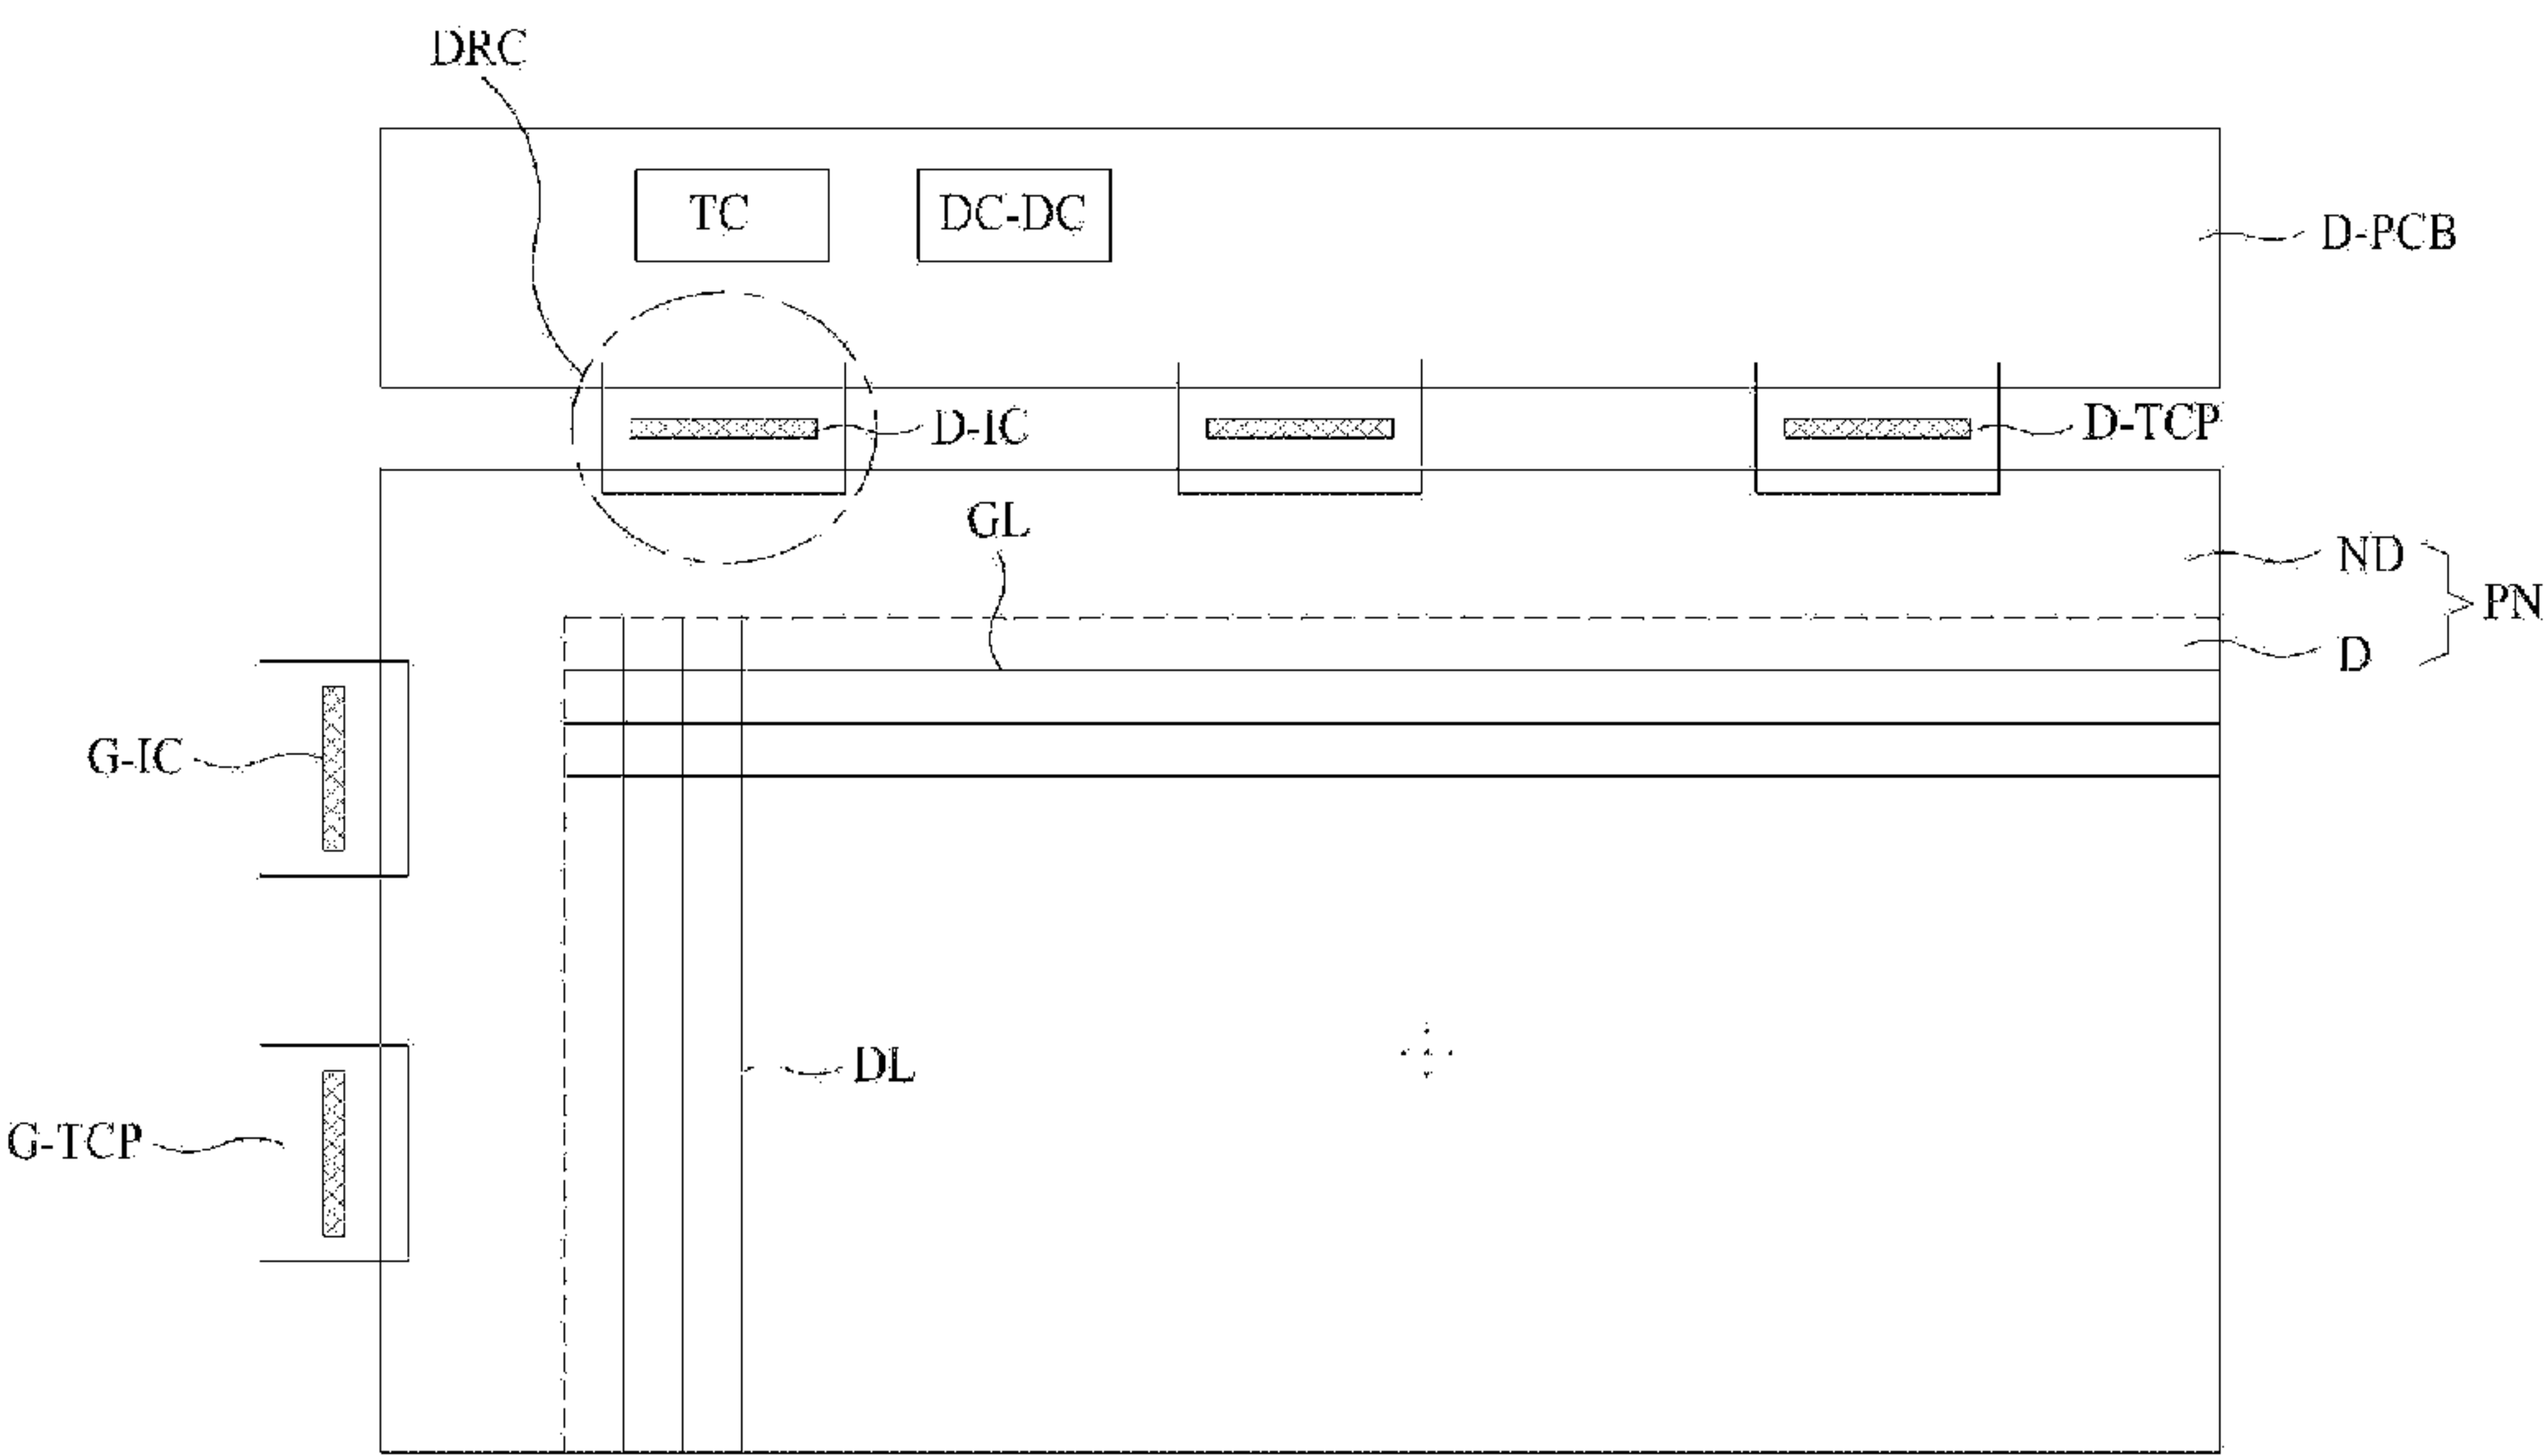 DRC
TC
DC-DC
D-PCB
D-IC
D-TCP
GL
ND
PN
D
G-IC
DL
G-TCP